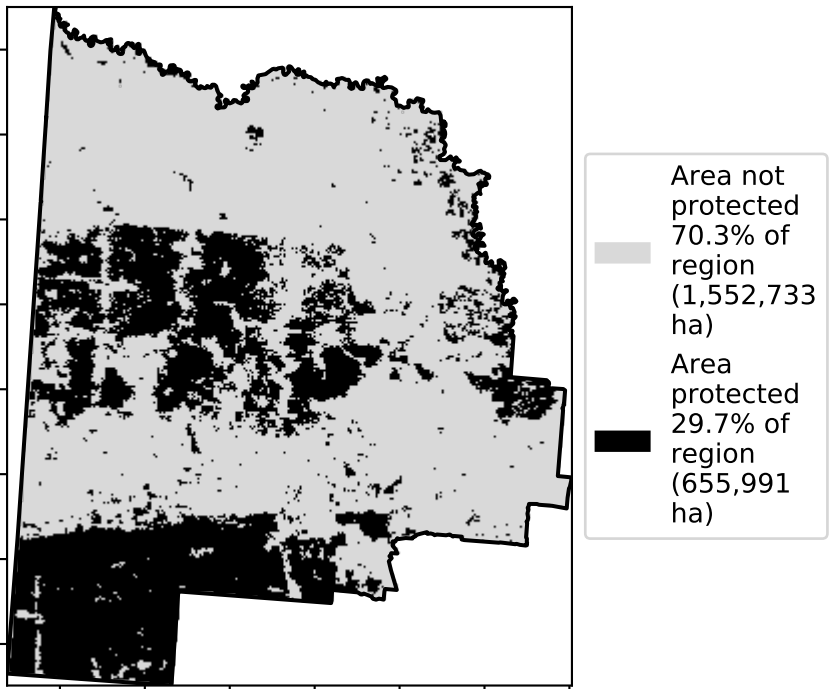 Area not
protected
70.3% of
region
(1,552,733
ha)
Area
protected
29.7% of
region
(655,991
ha)